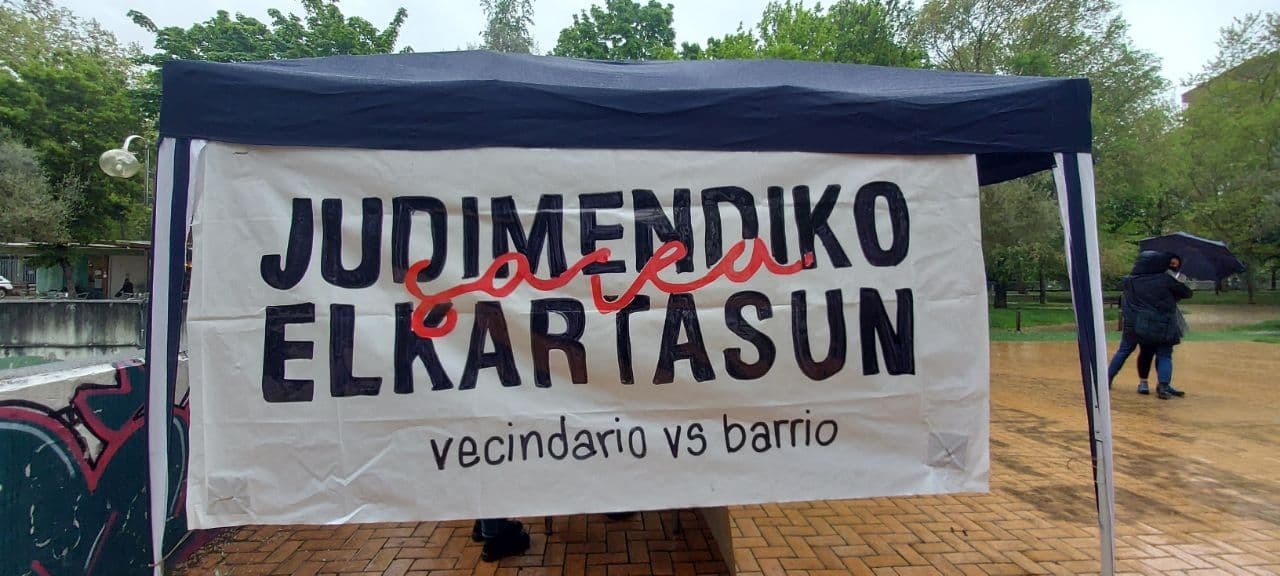 JUDIMENDIKO
sarea
ELKARTASUN
vecindario vs barrio